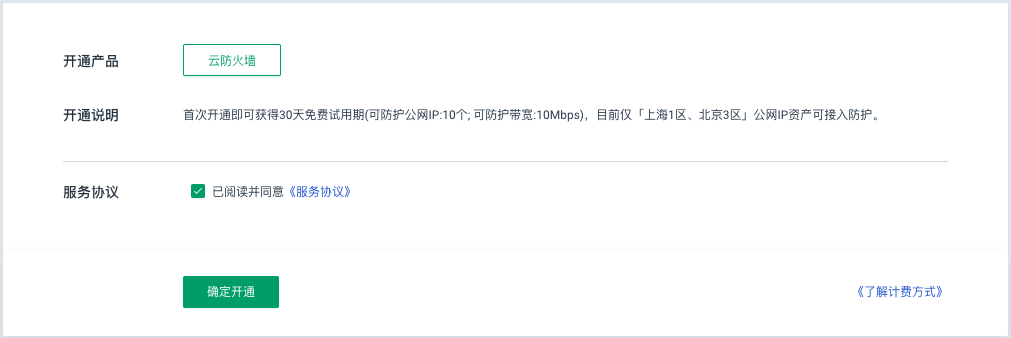 开通产品 云防火墙
开通说明 首次开通即可获得30天免费试用期(可防护公网IP:10个; 可防护带宽:10Mbps)，目前仅「上海1区、北京3区」公网IP资产可接入防护。
服务协议 已阅读并同意《服务协议》
确定开通 《了解计费方式》